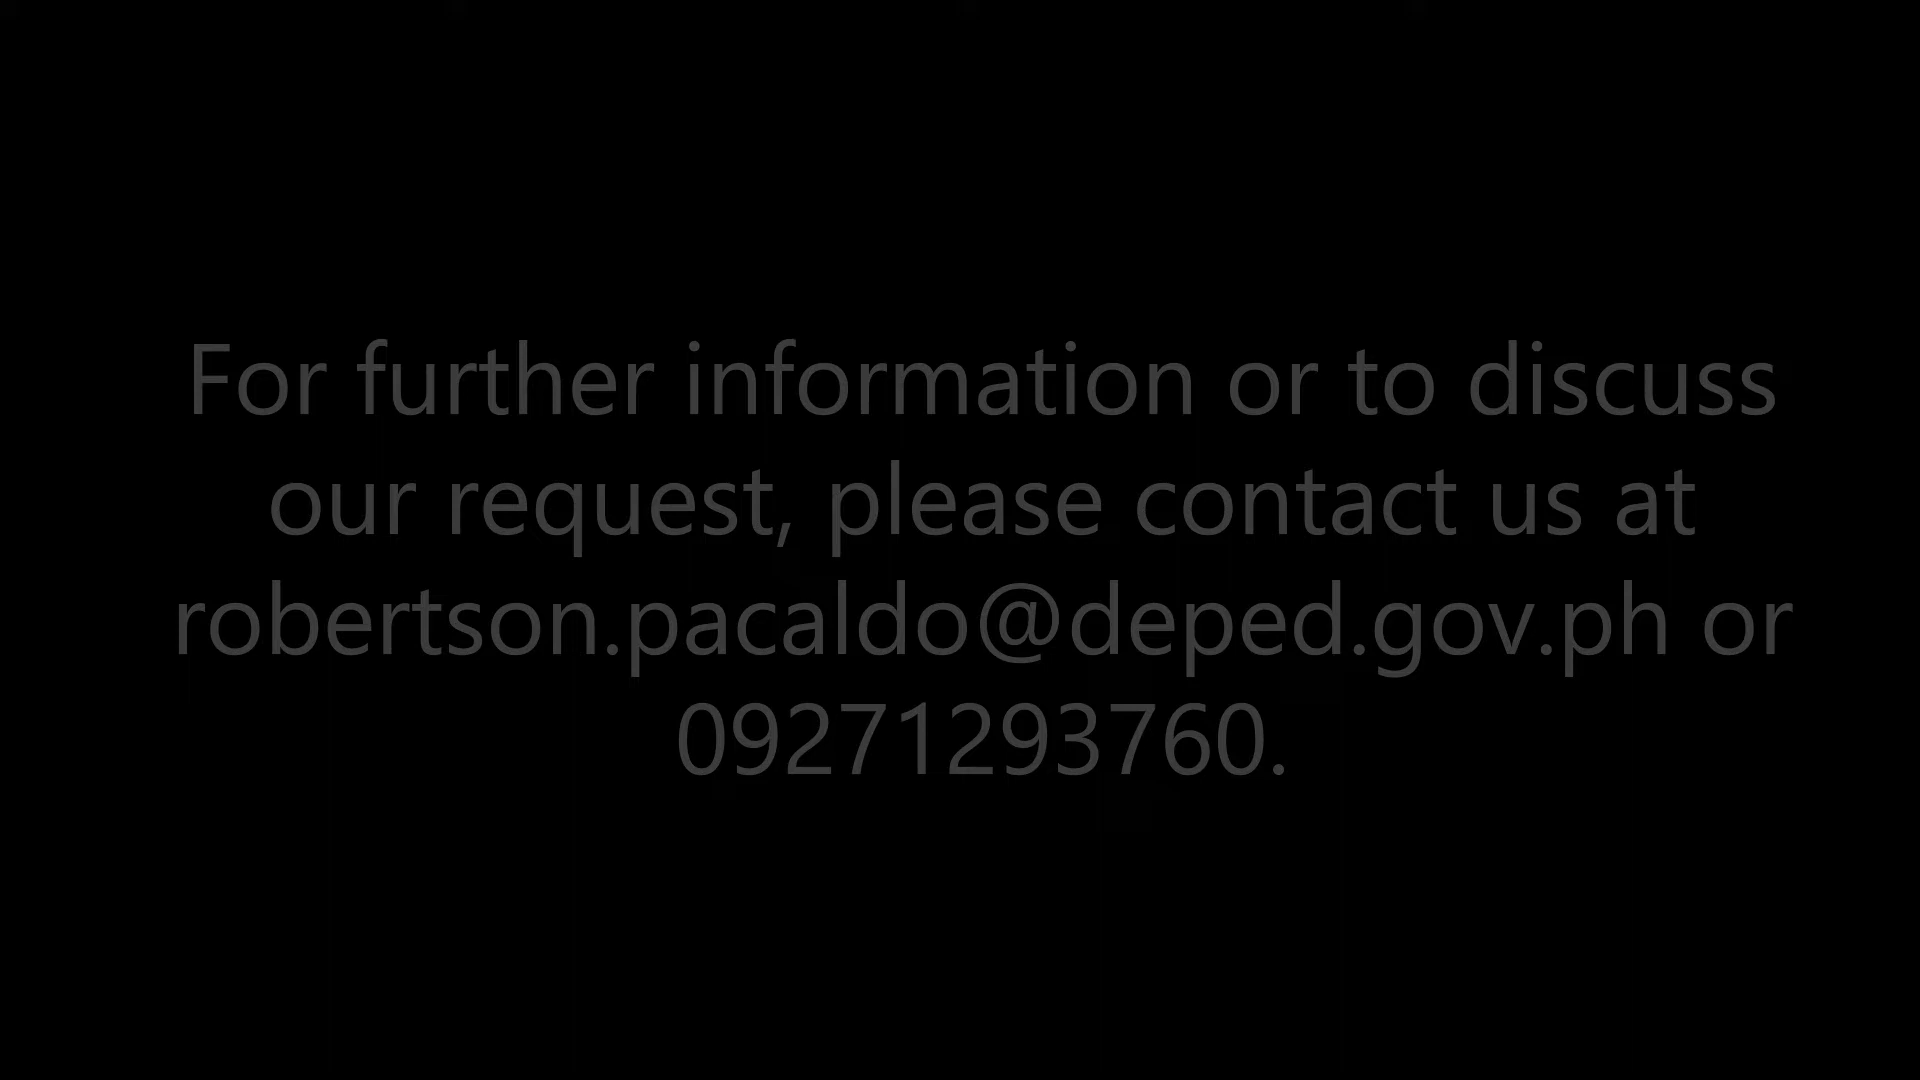 For further information or to discuss
our request, please contact us at
robertson.pacaldo@deped.gov.ph or
09271293760.